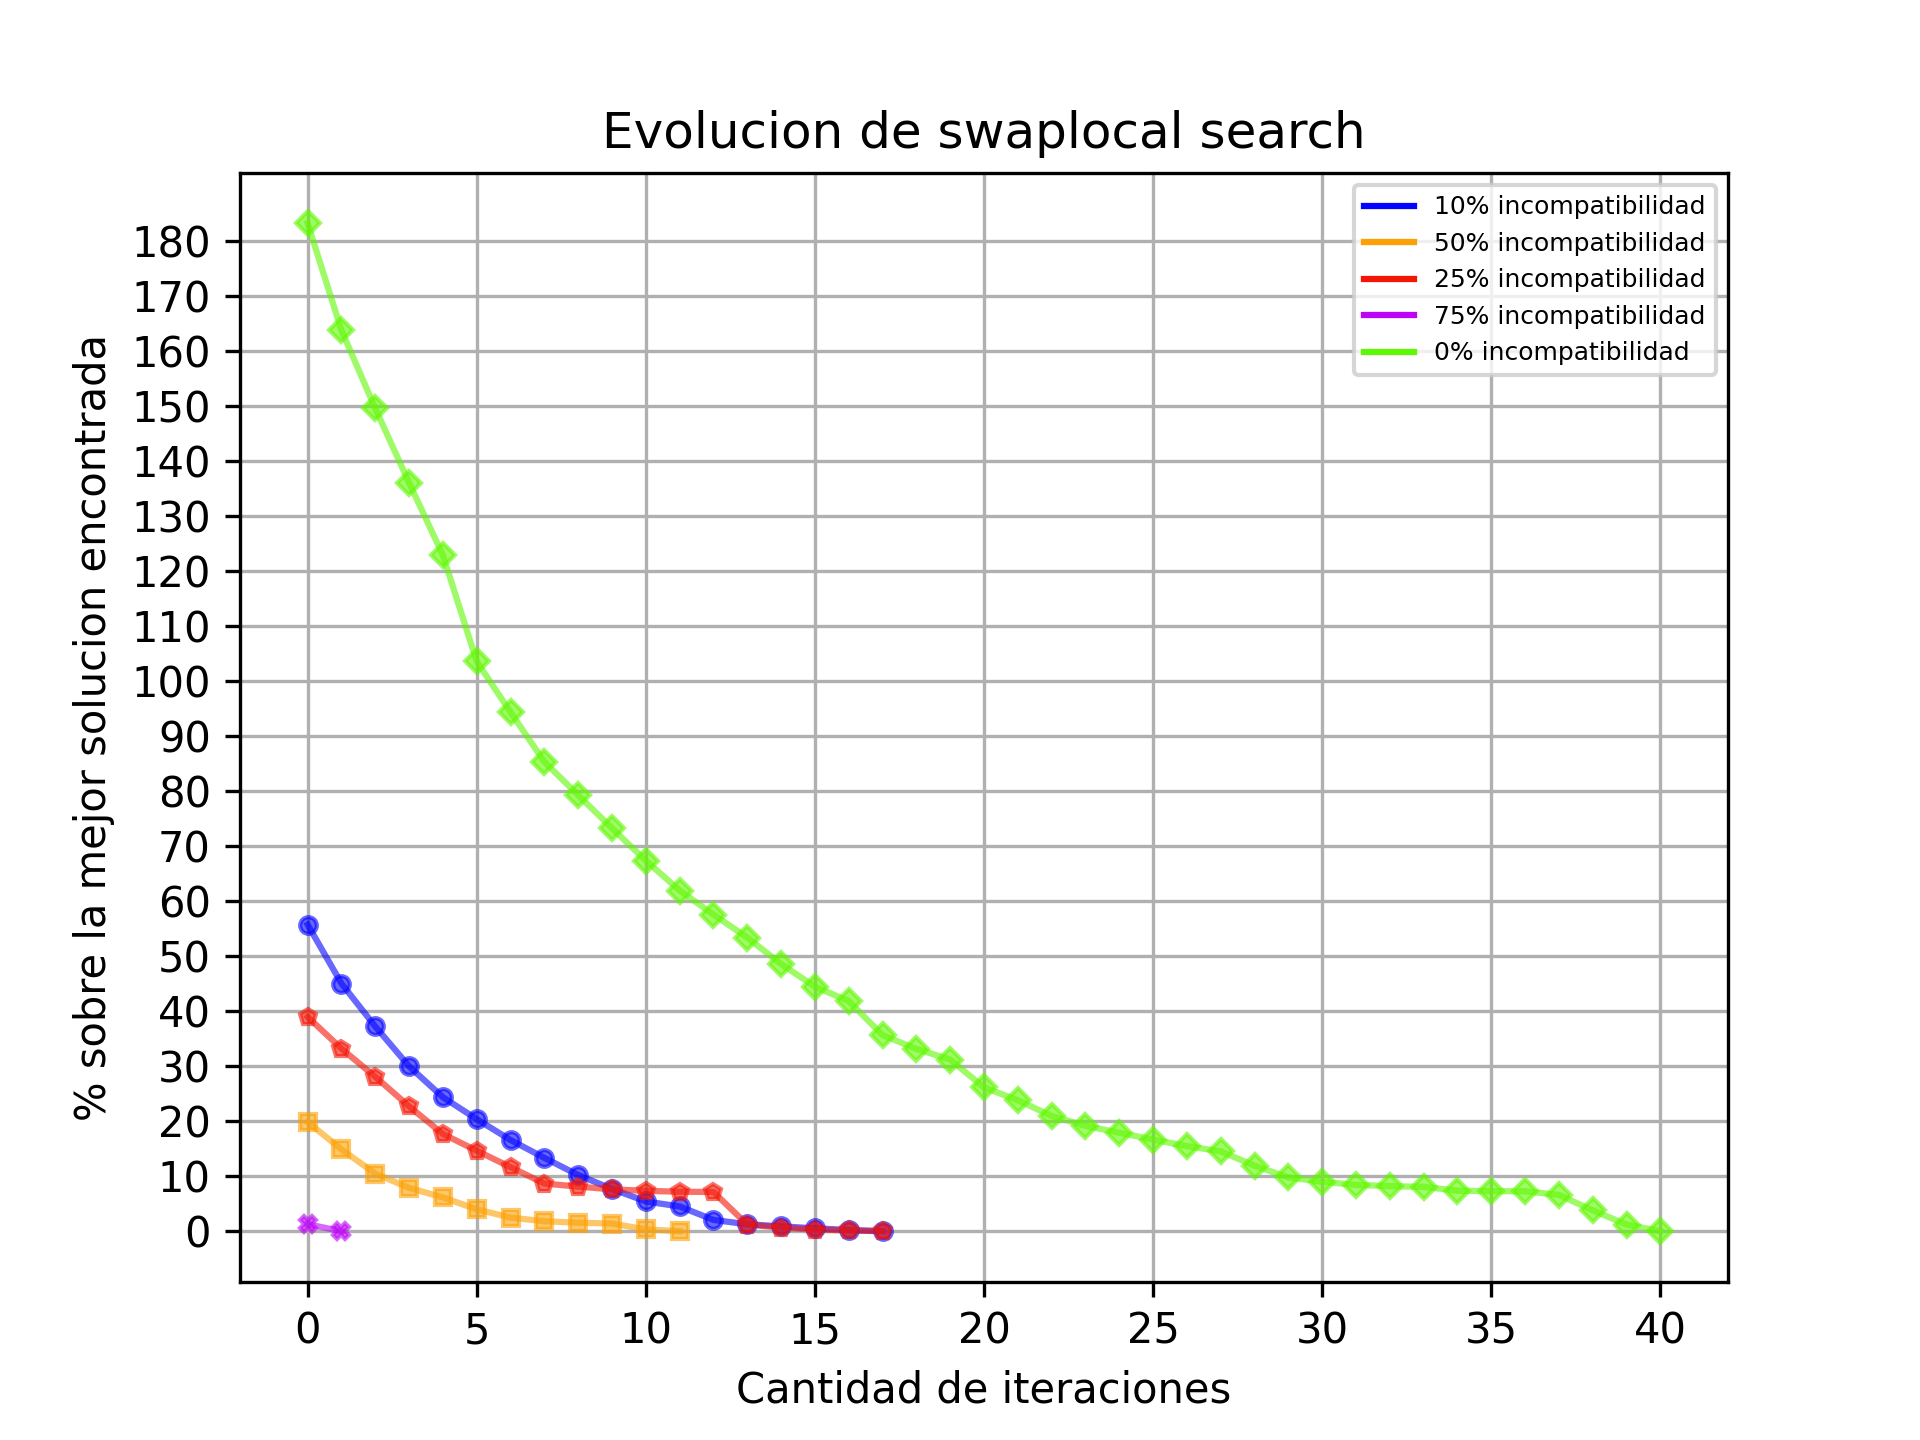 Evolucion de swaplocal search
10% incompatibilidad
50% incompatibilidad
25% incompatibilidad
75% incompatibilidad
0% incompatibilidad
% sobre la mejor solucion encontrada
180
170
160
150
140
130
120
110
100
90
80
70
60
50
40
30
20
10
0
0 5 10 15 20 25 30 35 40
Cantidad de iteraciones